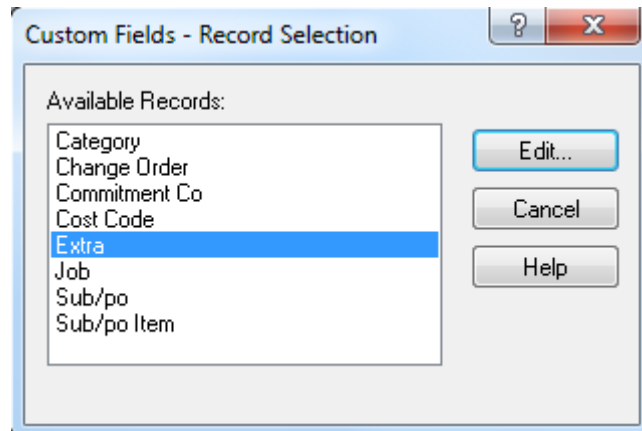 Custom Fields - Record Selection
?
Available Records:
Category
Change Order
Commitment Co
Cost Code
Extra
Job
Sub/po
Sub/po Item
Edit...
Cancel
Help